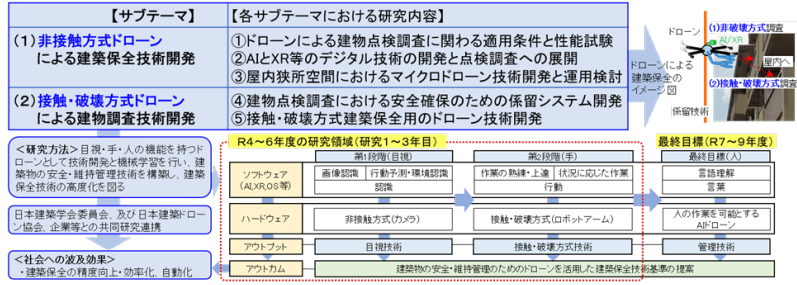 【サブテーマ】
【各サブテーマにおける研究内容】
（1）非接触方式ドローン
による建築保全技術開発
①ドローンによる建物点検調査に関わる適用条件と性能試験
②AIとXR等のデジタル技術の開発と点検調査への展開
③屋内狭所空間におけるマイクロドローン技術開発と運用検討
（2）接触・破壊方式ドローン
による建物調査技術開発
④建物点検調査における安全確保のための係留システム開発
⑤接触・破壊方式建築保全用のドローン技術開発
ドローン
(1)非破壊方式調査
AI/XR
屋内へ
ドローンによる
建築保全の
イメージ図
(2)接触・破壊方式調査
係留技術
＜研究方法＞目視・手・人の機能を持つ
ドローンとして技術開発と機械学習を行い、建
築物の安全・維持管理技術を構築し、建築
保全技術の高度化を図る
日本建築学会委員会、及び日本建築ドロー
ン協会、企業等との共同研究連携
＜社会への波及効果＞
・建築保全の精度向上・効率化、自動化
R4～6年度の研究領域(研究1～3年目)
最終目標(R7～9年度)
第1段階(目視)
第2段階(手)
最終目標(人)
ソフトウェア
(AI,XR,OS等)
画像認識
行動予測・環境認識
作業の熟練・上達
状況に応じた作業
言語理解
認識
行動
言葉
ハードウェア
非接触方式(カメラ)
接触・破壊方式(ロボットアーム)
人の作業を可能とする
AIドローン
アウトプット
目視技術
接触・破壊方式技術
管理技術
アウトカム
建築物の安全・維持管理のためのドローンを活用した建築保全技術基準の提案